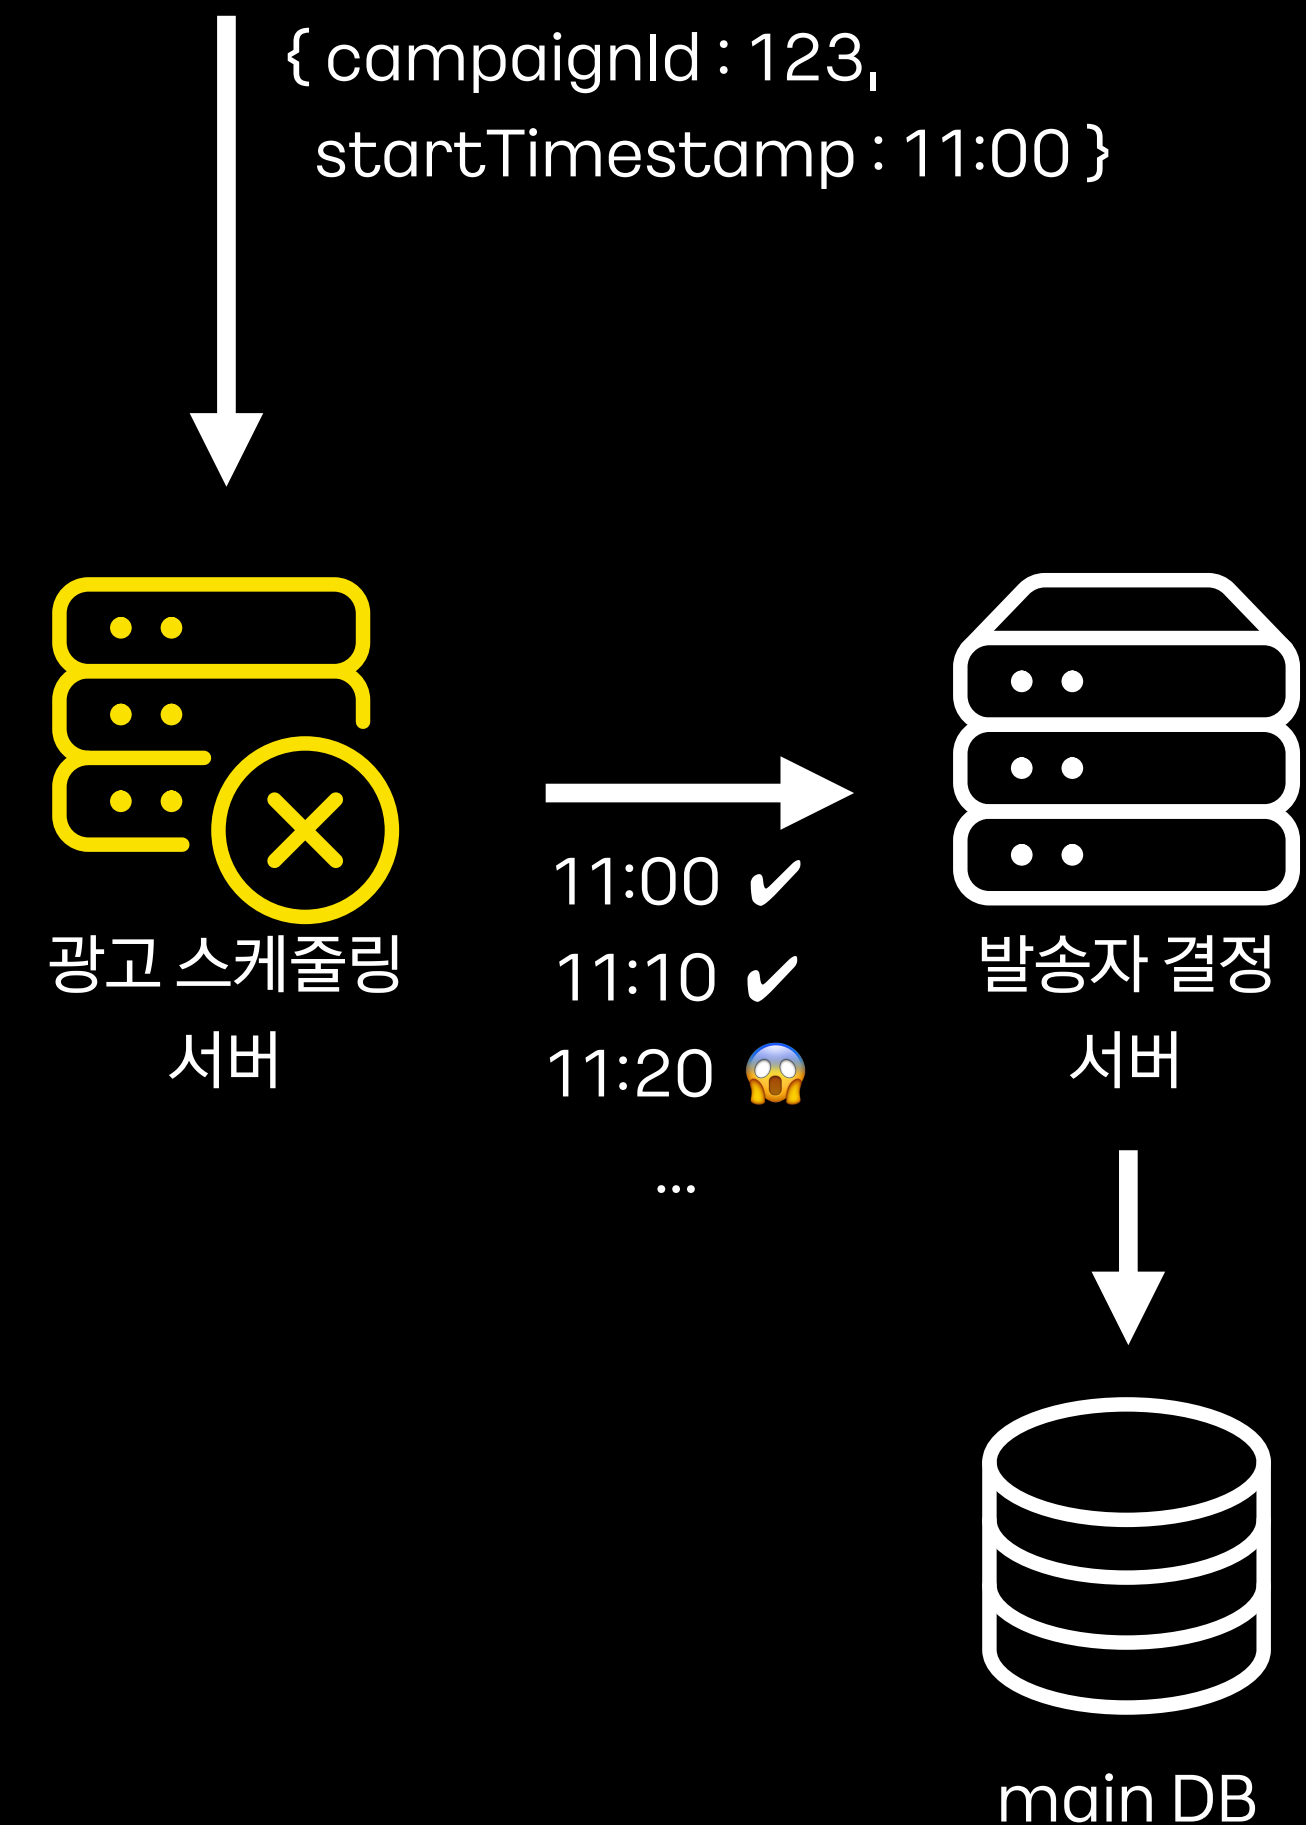 { campaignId : 123,
startTimestamp : 11:00 }
11:00 ✔
11:10 ✔
11:20 😱
...
광고 스케줄링
서버
발송자 결정
서버
main DB